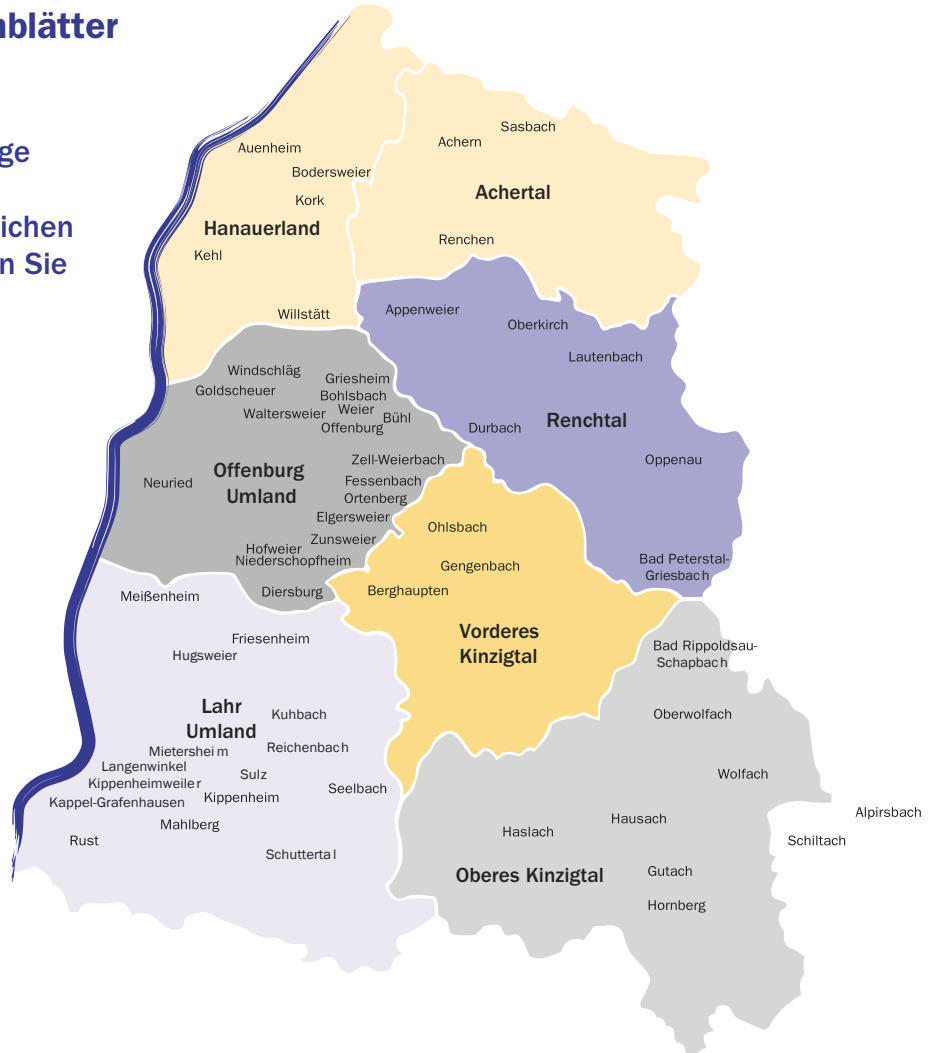 nblätter
ge
ichen
n Sie
Sasbach
Achern
Auenheim
Bodersweier
Achertal
Kork
Hanauerland
Renchen
Kehl
Appenweier
Willstätt
Oberkirch
Lautenbach
Windschläg
Griesheim
Goldscheuer
Bohlsbach
Waltersweier
Weier
Bühl
Offenburg
Durbach
Renchtal
Zell-Weierbach
Oppenau
Offenburg
Umland
Neuried
Fessenbach
Ortenberg
Elgersweier
Ohlsbach
Zunsweier
Hofweier
Niederschopfheim
Gengenbach
Bad Peterstal-
Griesbach
Diersburg
Berghaupten
Meißenheim
Vorderes
Kinzigtal
Friesenheim
Hugsweier
Bad Rippoldsau-
Schapbach
Lahr
Umland
Kuhbach
Oberwolfach
Mietersheim
Reichenbach
Langenwinkel
Sulz
Wolfach
Kippenheimweiler
Seelbach
Kappel-Grafenhausen
Kippenheim
Alpirsbach
Mahlberg
Hausach
Haslach
Rust
Schiltach
Schuttertal
Gutach
Oberes Kinzigtal
Hornberg